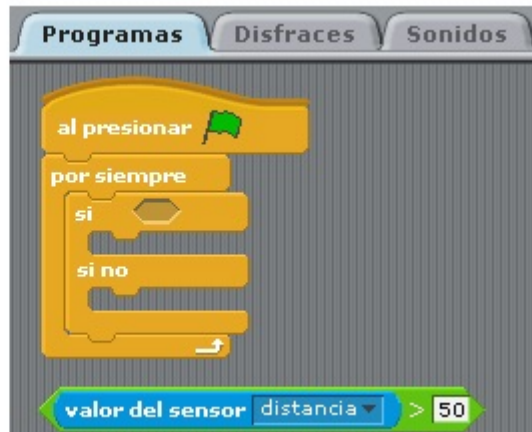 Programas Disfraces Sonidos
al presionar
por siempre
si
si no
valor del sensor distancia > 50